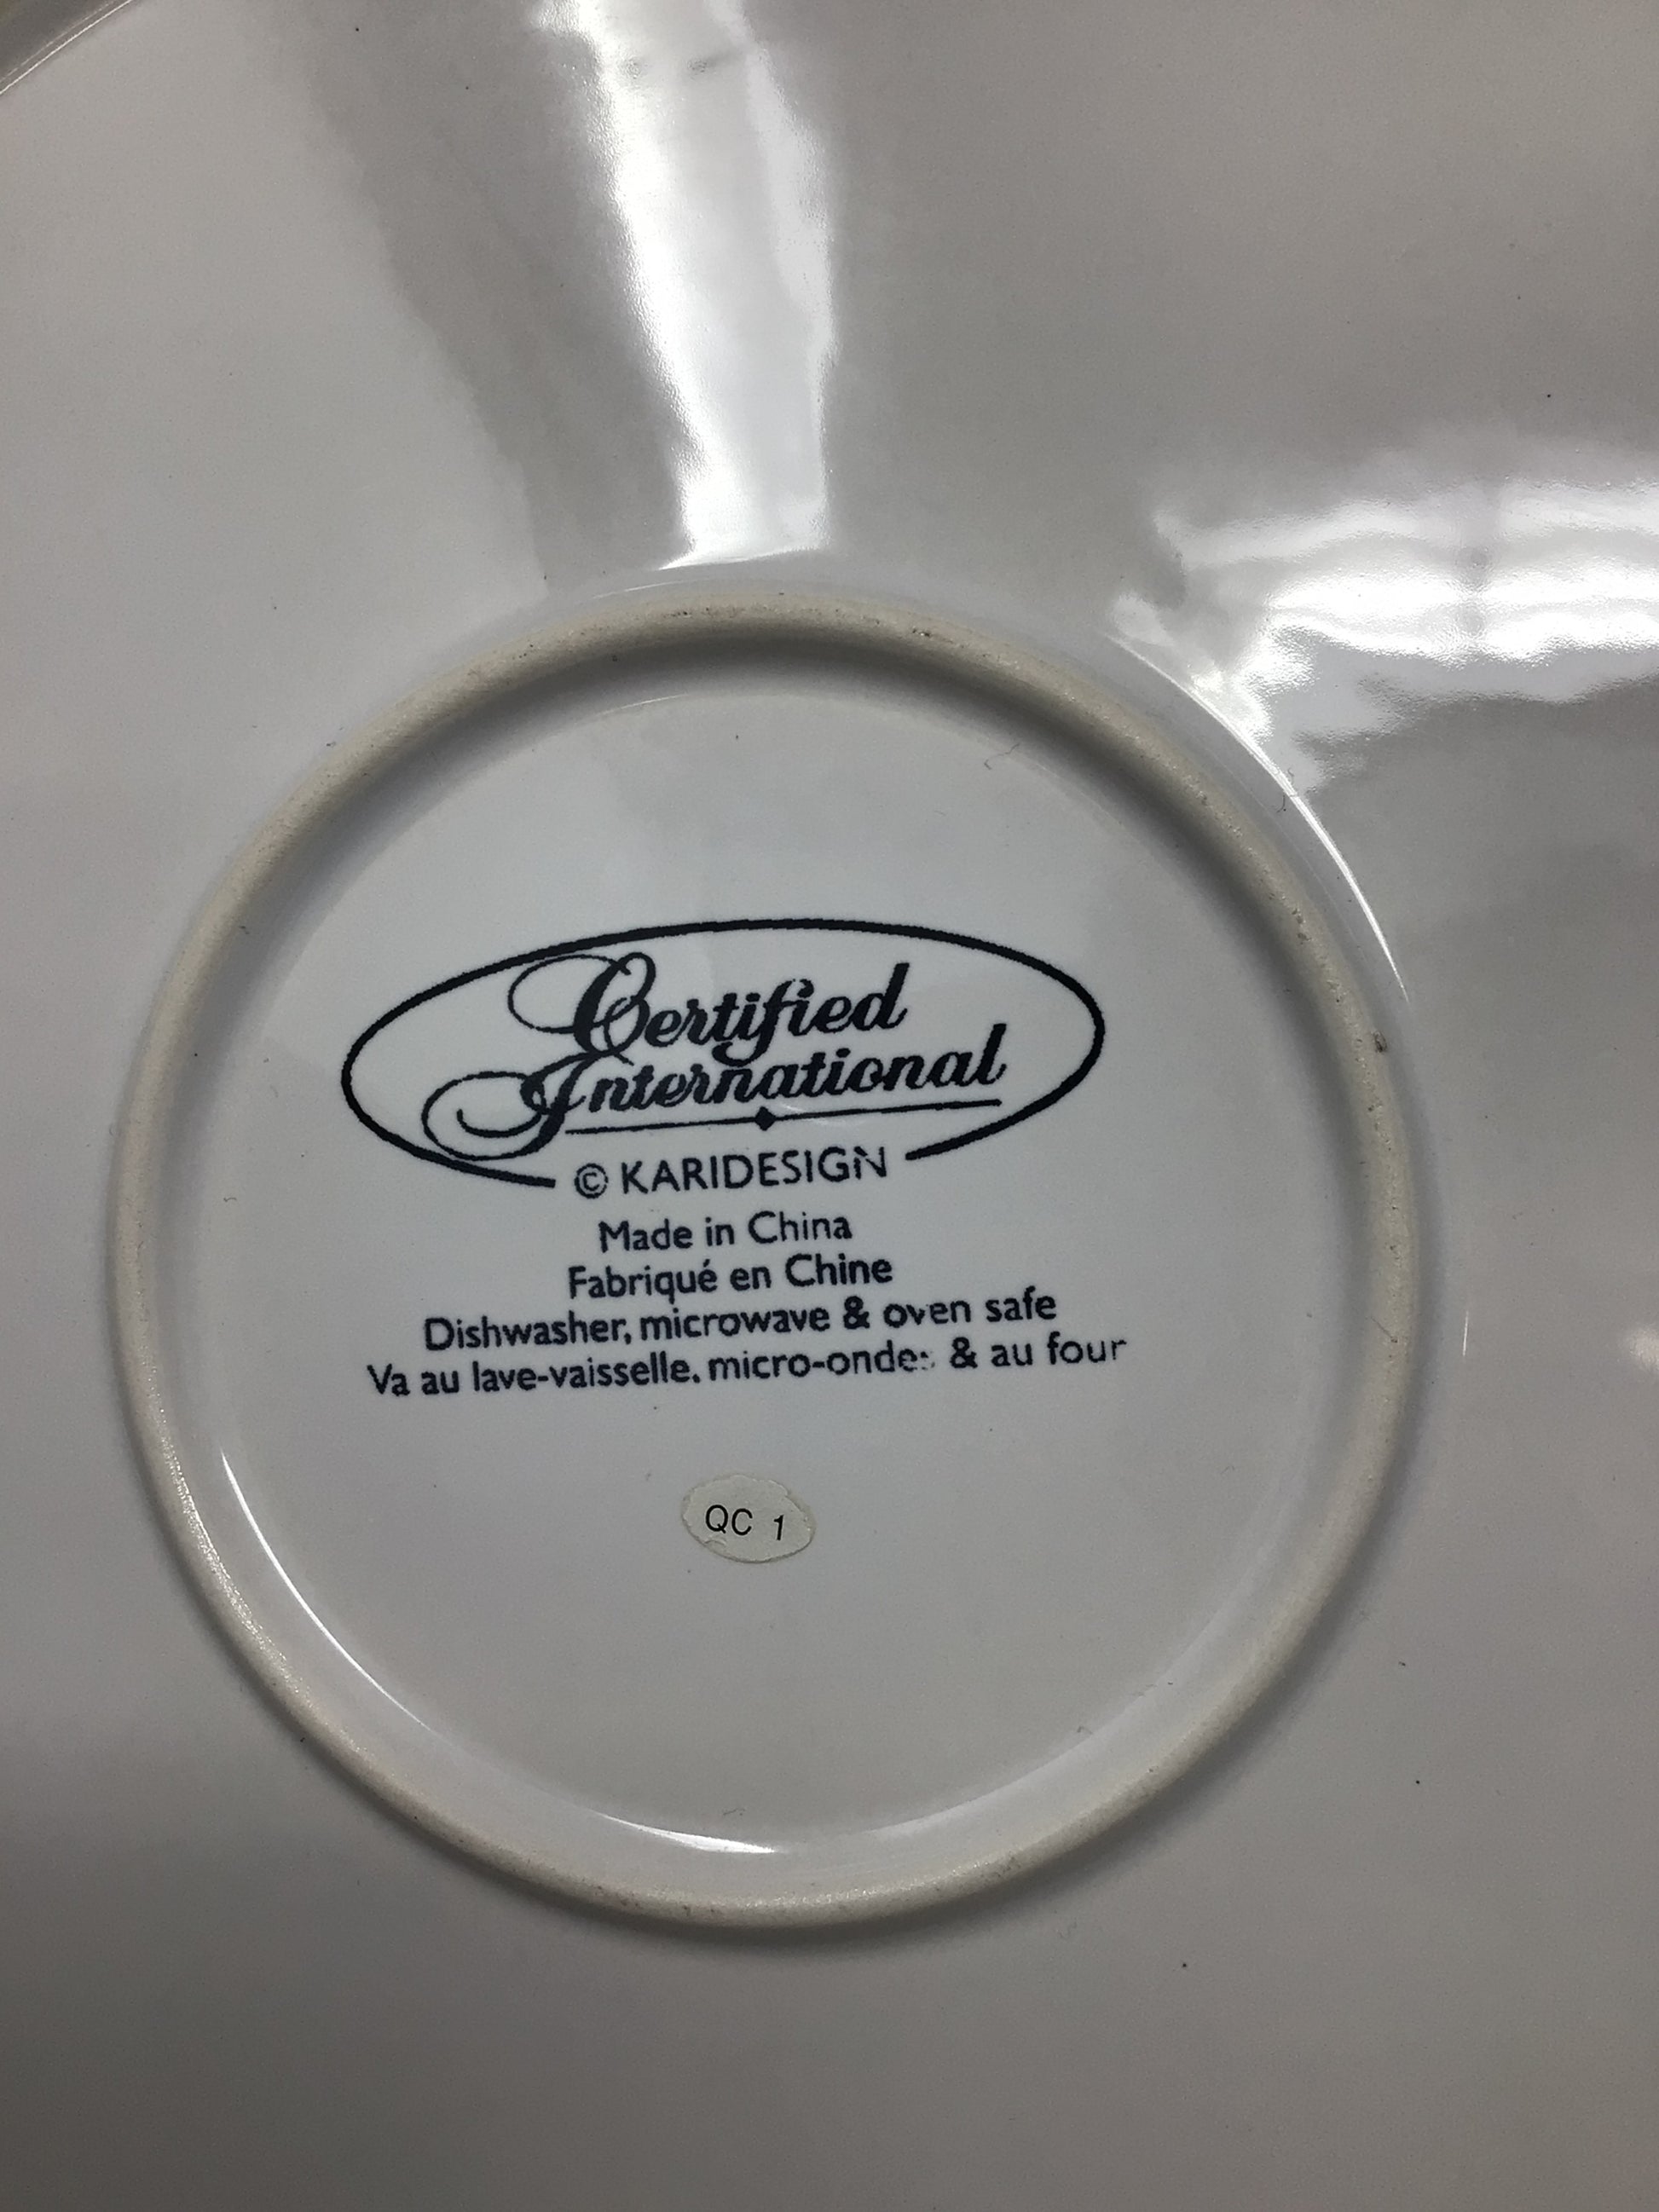 Certified
International
© KARIDESIGN
Made in China
Fabriqué en Chine
Dishwasher, microwave & oven safe
Va au lave-vaisselle, micro-ondes & au four
QC 1